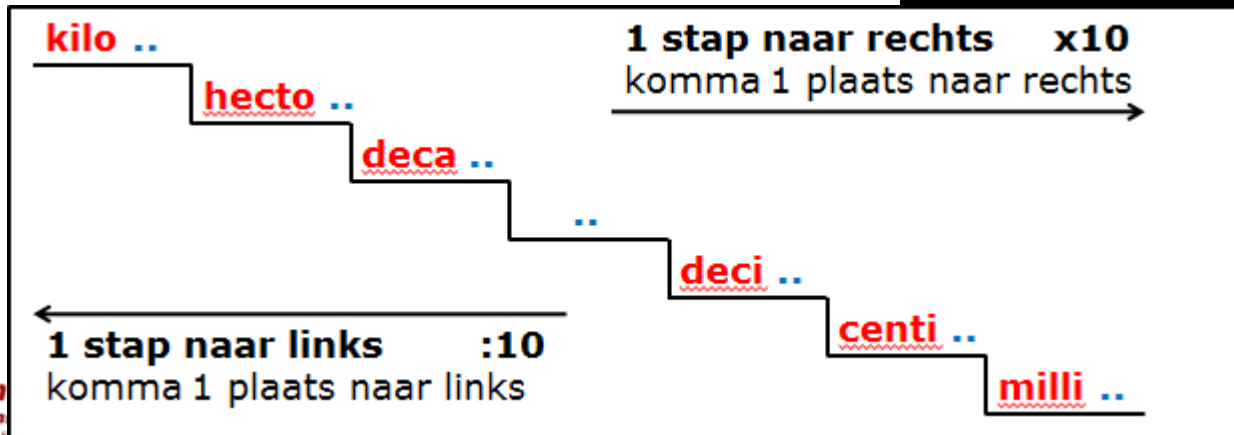 kilo ..
1 stap naar rechts x10
komma 1 plaats naar rechts
hecto ..
deca ..
..
deci ..
1 stap naar links :10
komma 1 plaats naar links
centi ..
milli ..